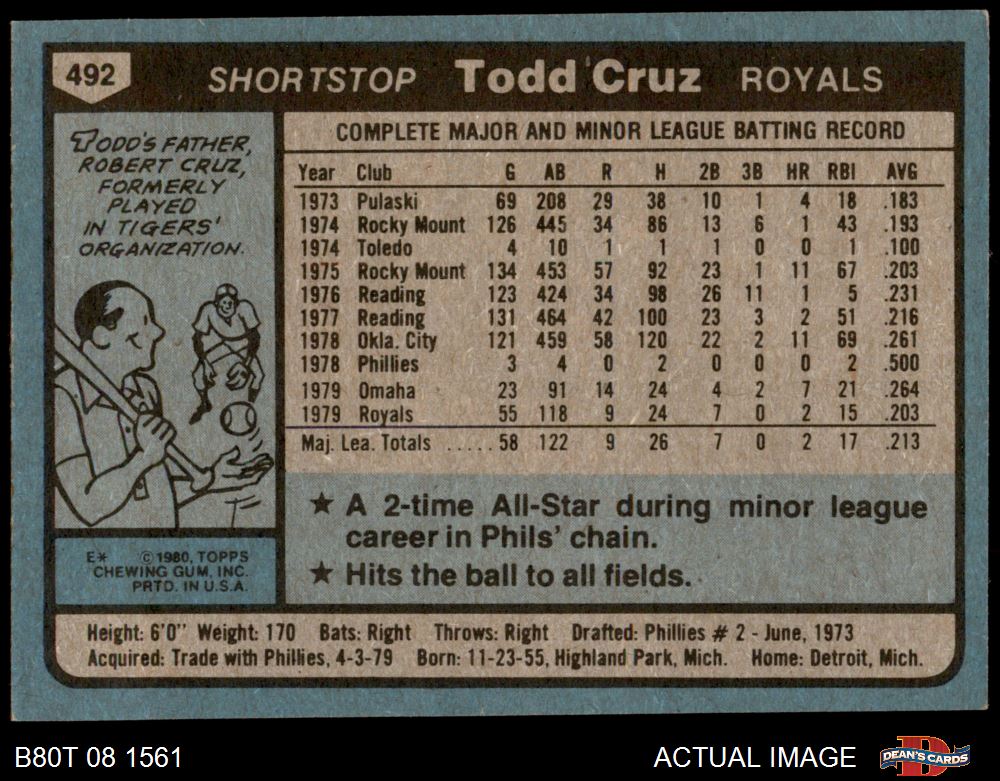 492 SHORTSTOP Todd Cruz ROYALS
TODD'S FATHER,
ROBERT CRUZ,
FORMERLY
PLAYED
IN TIGERS'
ORGANIZATION.
COMPLETE MAJOR AND MINOR LEAGUE BATTING RECORD
Year Club G AB R H 2B 3B HR RBI AVG
1973 Pulaski 69 208 29 38 10 1 4 18 .183
1974 Rocky Mount 126 445 34 86 13 6 1 43 .193
1974 Toledo 4 10 1 1 1 0 0 1 .100
1975 Rocky Mount 134 453 57 92 23 1 11 67 .203
1976 Reading 123 424 34 98 26 11 1 5 .231
1977 Reading 131 464 42 100 23 3 2 51 .216
1978 Okla. City 121 459 58 120 22 2 11 69 .261
1978 Phillies 3 4 0 2 0 0 0 2 .500
1979 Omaha 23 91 14 24 4 2 7 21 .264
1979 Royals 55 118 9 24 7 0 2 15 .203
Maj. Lea. Totals ..... 58 122 9 26 7 0 2 17 .213
★ A 2-time All-Star during minor league
career in Phils' chain.
★ Hits the ball to all fields.
E* © 1980, TOPPS
CHEWING GUM, INC.
PRTD. IN U.S.A.
Height: 6'0" Weight: 170 Bats: Right Throws: Right Drafted: Phillies # 2 - June, 1973
Acquired: Trade with Phillies, 4-3-79 Born: 11-23-55, Highland Park, Mich. Home: Detroit, Mich.
B80T 08 1561 ACTUAL IMAGE DEAN'S CARDS